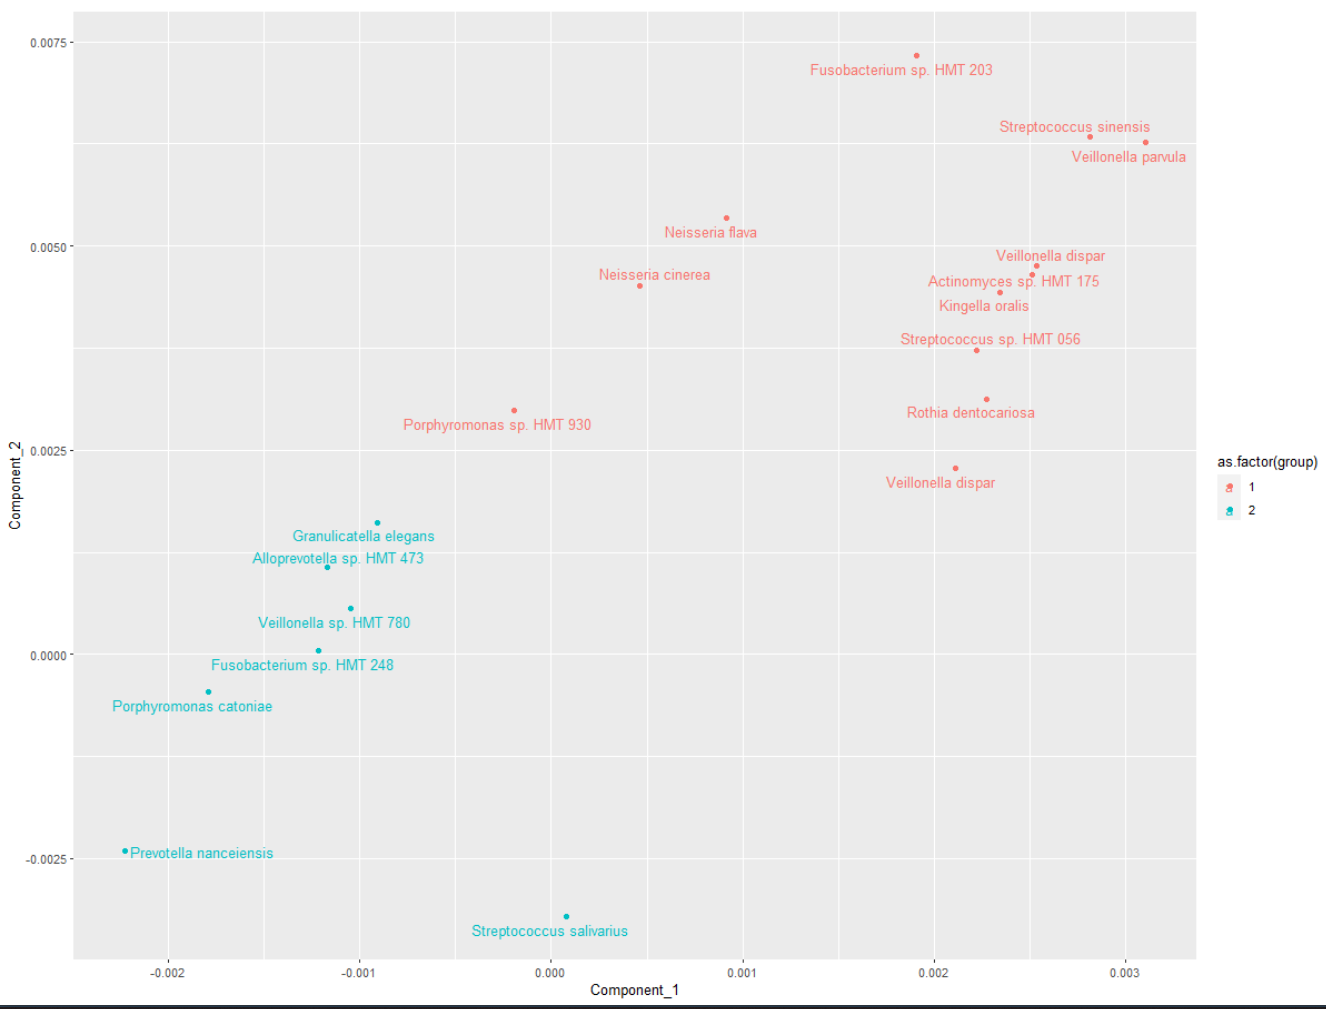 0.0075
Fusobacterium sp. HMT 203
Streptococcus sinensis
Veillonella parvula
Neisseria flava
0.0050
Veillonella dispar
Neisseria cinerea
Actinomyces sp. HMT 175
Kingella oralis
Streptococcus sp. HMT 056
Rothia dentocariosa
Porphyromonas sp. HMT 930
0.0025
Component_2
as.factor(group)
Veillonella dispar
a 1
a 2
Granulicatella elegans
Alloprevotella sp. HMT 473
Veillonella sp. HMT 780
0.0000
Fusobacterium sp. HMT 248
Porphyromonas catoniae
-0.0025
Prevotella nanceiensis
Streptococcus salivarius
-0.002
-0.001
0.000
0.001
0.002
0.003
Component_1